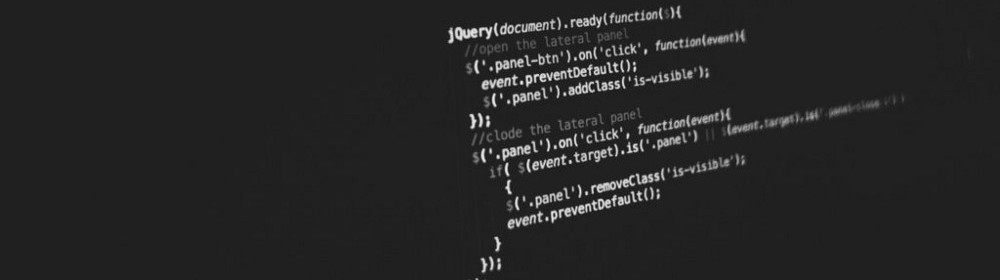 jQuery(document).ready(function($){
//open the lateral panel
$('.panel-btn').on('click', function(event){
event.preventDefault();
$('.panel').addClass('is-visible');
});
//clode the lateral panel
$('.panel').on('click', function(event){
if( $(event.target).is('.panel') || $(event.target).is('.panel-close
{
$('.panel').removeClass('is-visible');
event.preventDefault();
}
});